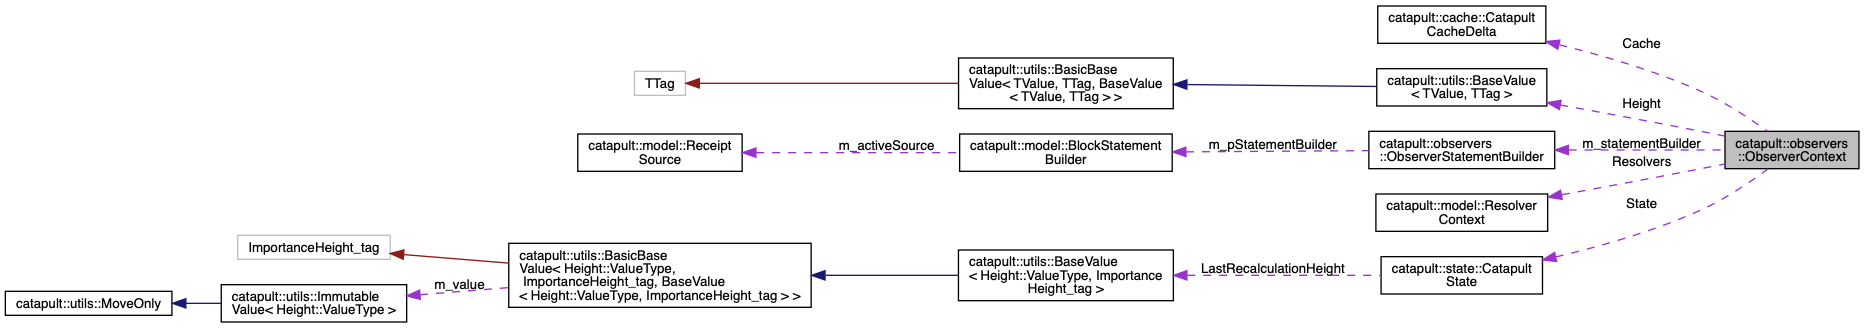 catapult::cache::Catapult
CacheDelta
Cache
catapult::utils::BasicBase
Value< TValue, TTag, BaseValue
< TValue, TTag > >
TTag
catapult::utils::BaseValue
< TValue, TTag >
Height
catapult::model::Receipt
Source
m_activeSource
catapult::model::BlockStatement
Builder
m_pStatementBuilder
catapult::observers
::ObserverStatementBuilder
m_statementBuilder
catapult::observers
::ObserverContext
Resolvers
catapult::model::Resolver
Context
State
ImportanceHeight_tag
catapult::utils::BasicBase
Value< Height::ValueType,
ImportanceHeight_tag, BaseValue
< Height::ValueType, ImportanceHeight_tag > >
catapult::utils::BaseValue
< Height::ValueType, Importance
Height_tag >
LastRecalculationHeight
catapult::state::Catapult
State
m_value
catapult::utils::MoveOnly
catapult::utils::Immutable
Value< Height::ValueType >